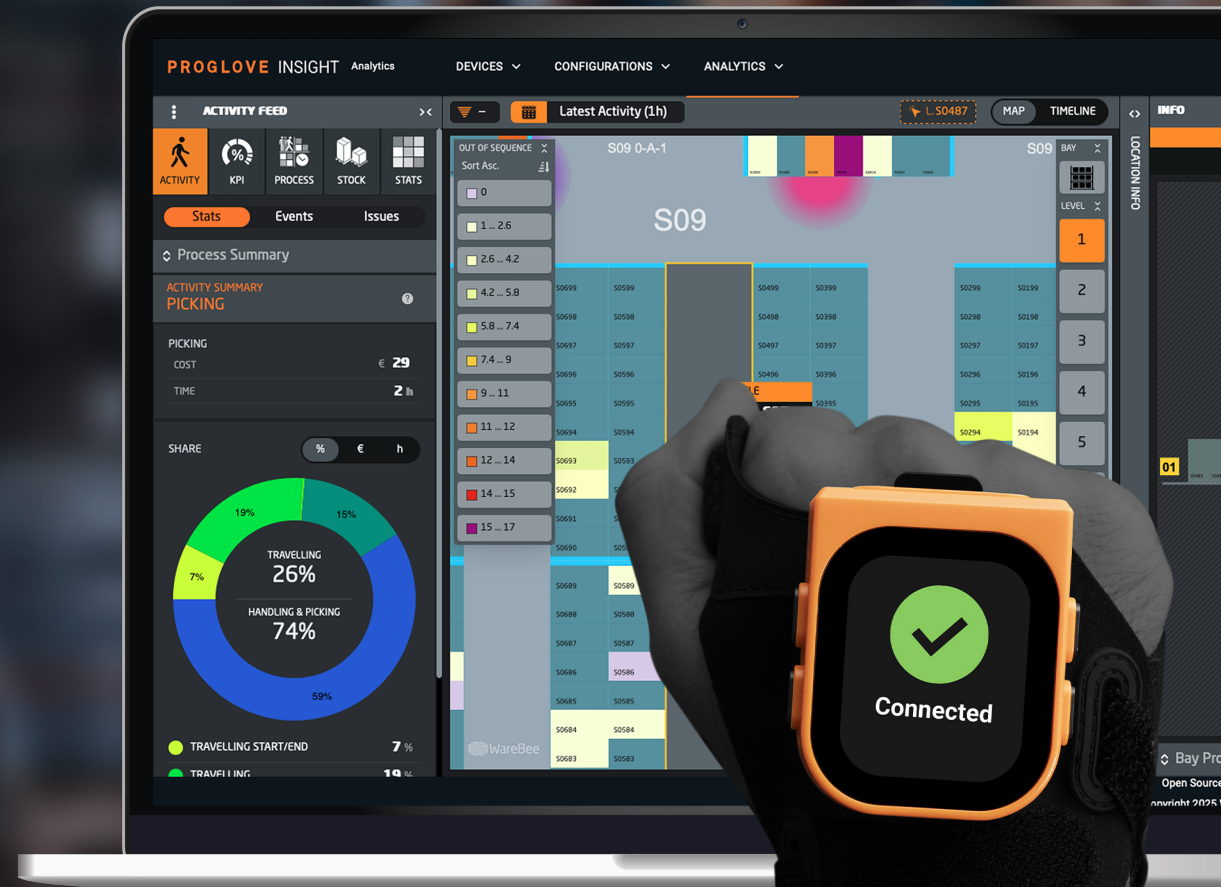 PROGLOVE INSIGHT Analytics
DEVICES
CONFIGURATIONS
ANALYTICS
ACTIVITY FEED
Latest Activity (1h)
L.S0487
MAP
TIMELINE
INFO
LOCATION INFO
ACTIVITY
KPI
PROCESS
STOCK
STATS
Stats
Events
Issues
Process Summary
ACTIVITY SUMMARY
PICKING
?
PICKING
COST € 29
TIME 2 h
SHARE
%
€
h
19%
15%
7%
59%
TRAVELLING
26%
HANDLING & PICKING
74%
TRAVELLING START/END 7 %
TRAVELLING 19 %
OUT OF SEQUENCE
Sort Asc.
0
1 ... 2.6
2.6 ... 4.2
4.2 ... 5.8
5.8 ... 7.4
7.4 ... 9
9 ... 11
11 ... 12
12 ... 14
14 ... 15
15 ... 17
S09 0-A-1
S09
S09
BAY
LEVEL
1
2
3
4
5
S0699 S0599 S0499 S0399 S0299 S0199
S0698 S0598 S0498 S0398 S0298 S0198
S0697 S0597 S0497 S0397 S0297 S0197
S0696 S0596 S0496 S0396 S0296 S0196
S0695 S0595 S0395 S0295 S0195
S0694 S0594 S0294 S0194
S0693 S0593
S0692
S0691
S0690
S0689 S0589
S0688 S0588
S0687 S0587
S0686 S0586
S0685 S0585
S0684 S0584
S0683 S0583
WareBee
01
Bay Pro
Open Source
opyright 2025
Connected